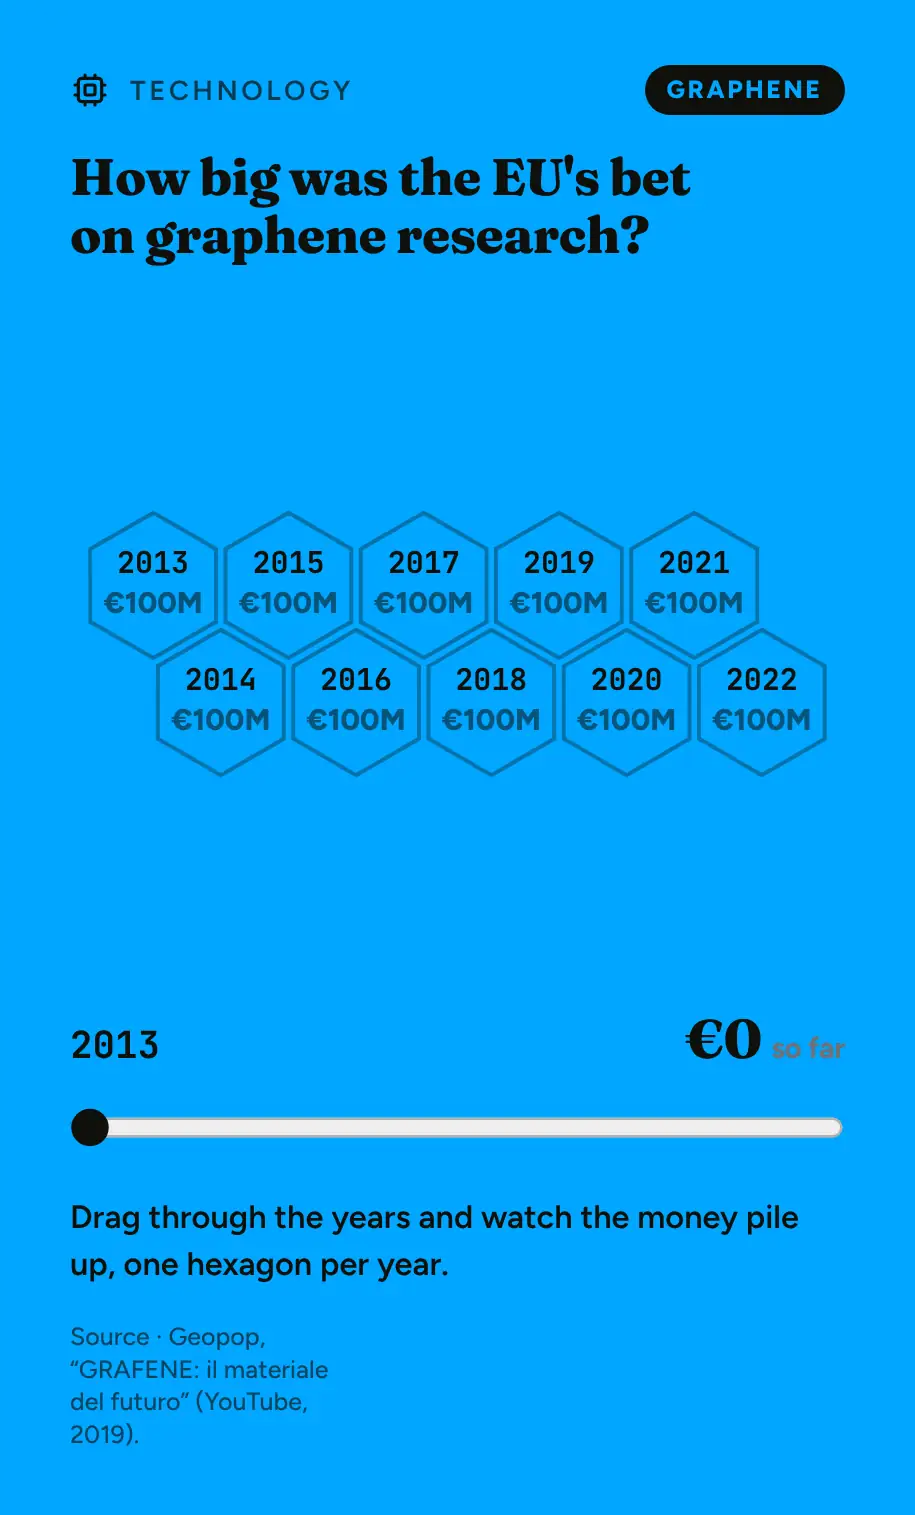 TECHNOLOGY
GRAPHENE
How big was the EU's bet
on graphene research?
2013 2015 2017 2019 2021
€100M €100M €100M €100M €100M
2014 2016 2018 2020 2022
€100M €100M €100M €100M €100M
2013
€0 so far
Drag through the years and watch the money pile
up, one hexagon per year.
Source · Geopop,
“GRAFENE: il materiale
del futuro” (YouTube,
2019).